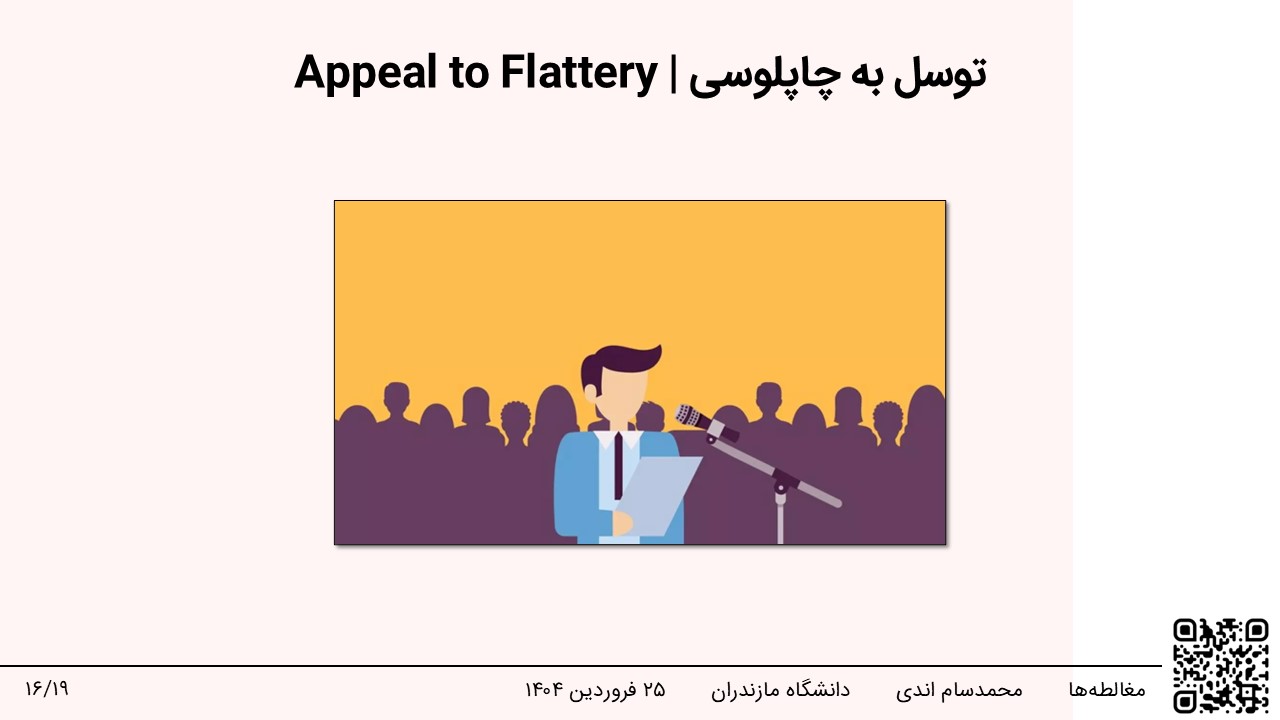 توسل به چاپلوسی | Appeal to Flattery
مغالطه‌ها محمدسام اندی دانشگاه مازندران ۲۵ فروردین ۱۴۰۴ ۱۶/۱۹